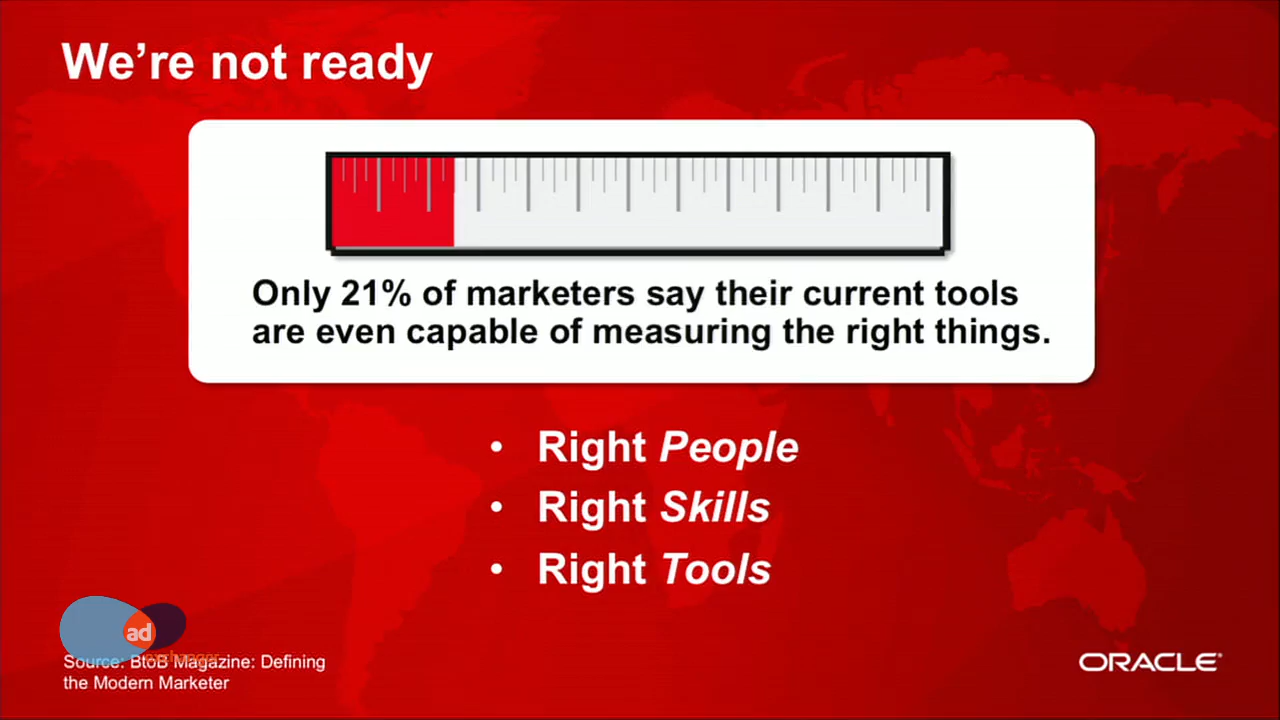 We're not ready
Only 21% of marketers say their current tools
are even capable of measuring the right things.
• Right People
• Right Skills
• Right Tools
ad
exchanger
Source: BtoB Magazine: Defining
the Modern Marketer
ORACLE®